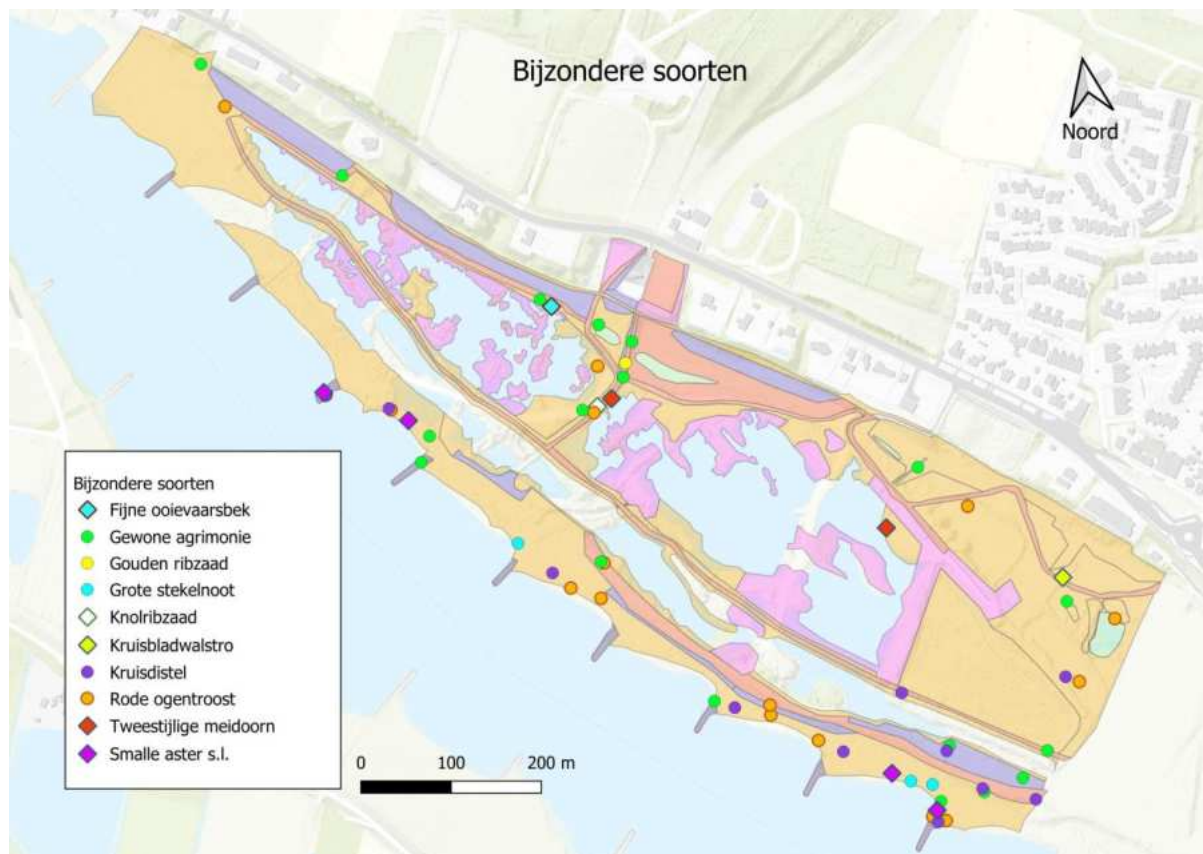 Bijzondere soorten
Noord
Bijzondere soorten
Fijne ooievaarsbek
Gewone agrimonie
Gouden ribzaad
Grote stekelnoot
Knolribzaad
Kruisbladwalstro
Kruisdistel
Rode ogentroost
Tweestijlige meidoorn
Smalle aster s.l.
0 100 200 m